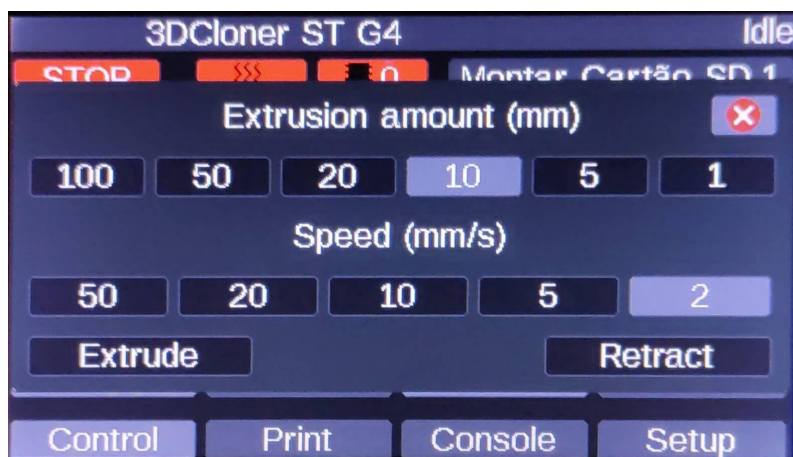 3DCloner ST G4 Idle
STOP 0 Montar Cartão SD 1
Extrusion amount (mm)
100 50 20 10 5 1
Speed (mm/s)
50 20 10 5 2
Extrude Retract
Control Print Console Setup